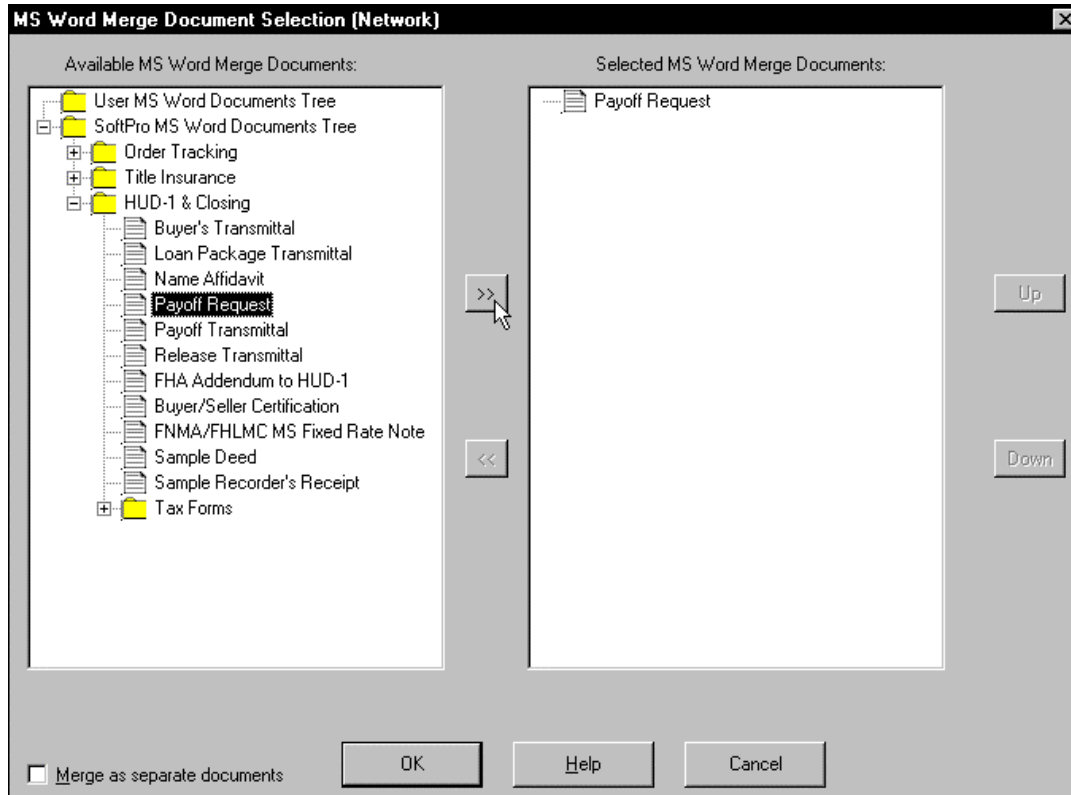 MS Word Merge Document Selection (Network)
Available MS Word Merge Documents:
User MS Word Documents Tree
SoftPro MS Word Documents Tree
Order Tracking
Title Insurance
HUD-1 & Closing
Buyer's Transmittal
Loan Package Transmittal
Name Affidavit
Payoff Request
Payoff Transmittal
Release Transmittal
FHA Addendum to HUD-1
Buyer/Seller Certification
FNMA/FHLMC MS Fixed Rate Note
Sample Deed
Sample Recorder's Receipt
Tax Forms
>>
<<
Selected MS Word Merge Documents:
Payoff Request
Up
Down
Merge as separate documents
OK
Help
Cancel